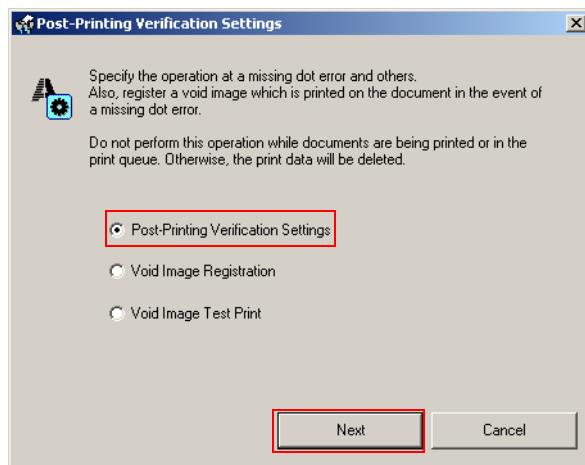 Post-Printing Verification Settings
Specify the operation at a missing dot error and others.
Also, register a void image which is printed on the document in the event of
a missing dot error.
Do not perform this operation while documents are being printed or in the
print queue. Otherwise, the print data will be deleted.
Post-Printing Verification Settings
Void Image Registration
Void Image Test Print
Next
Cancel